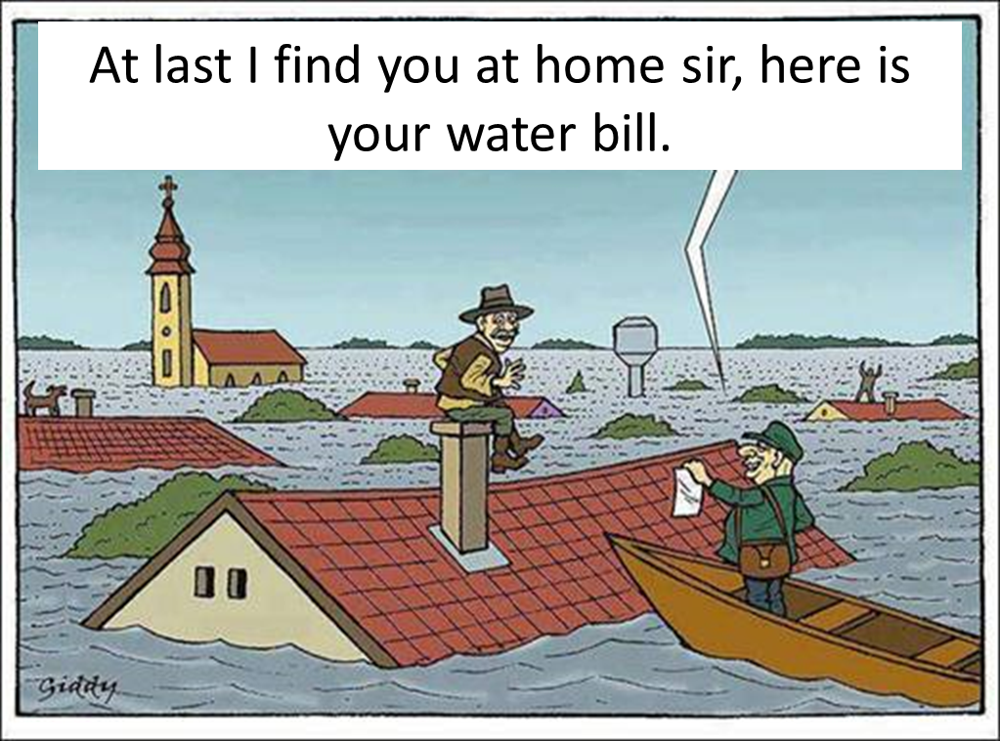 At last I find you at home sir, here is
your water bill.
Giddy